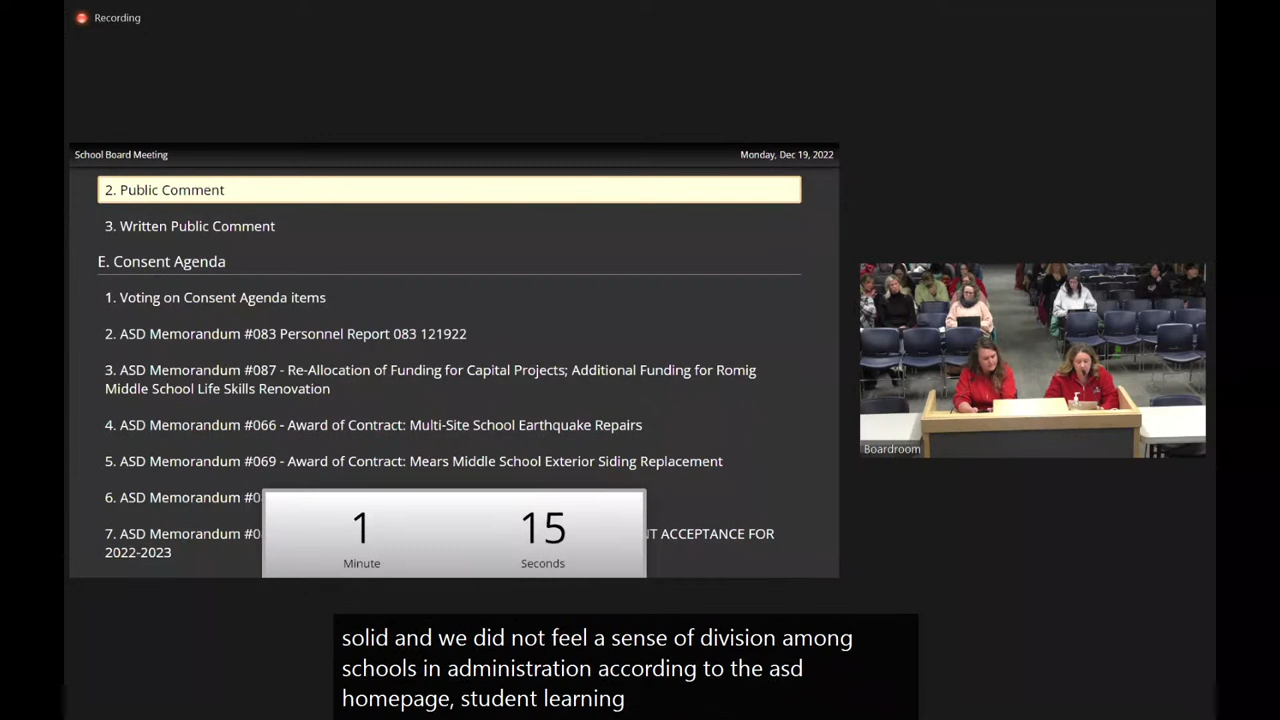 Recording
School Board Meeting
Monday, Dec 19, 2022
2. Public Comment
3. Written Public Comment
E. Consent Agenda
1. Voting on Consent Agenda items
2. ASD Memorandum #083 Personnel Report 083 121922
3. ASD Memorandum #087 - Re-Allocation of Funding for Capital Projects; Additional Funding for Romig
Middle School Life Skills Renovation
4. ASD Memorandum #066 - Award of Contract: Multi-Site School Earthquake Repairs
5. ASD Memorandum #069 - Award of Contract: Mears Middle School Exterior Siding Replacement
6. ASD Memorandum
7. ASD Memorandum ACCEPTANCE FOR
2022-2023
1 15
Minute Seconds
Boardroom
solid and we did not feel a sense of division among
schools in administration according to the asd
homepage, student learning